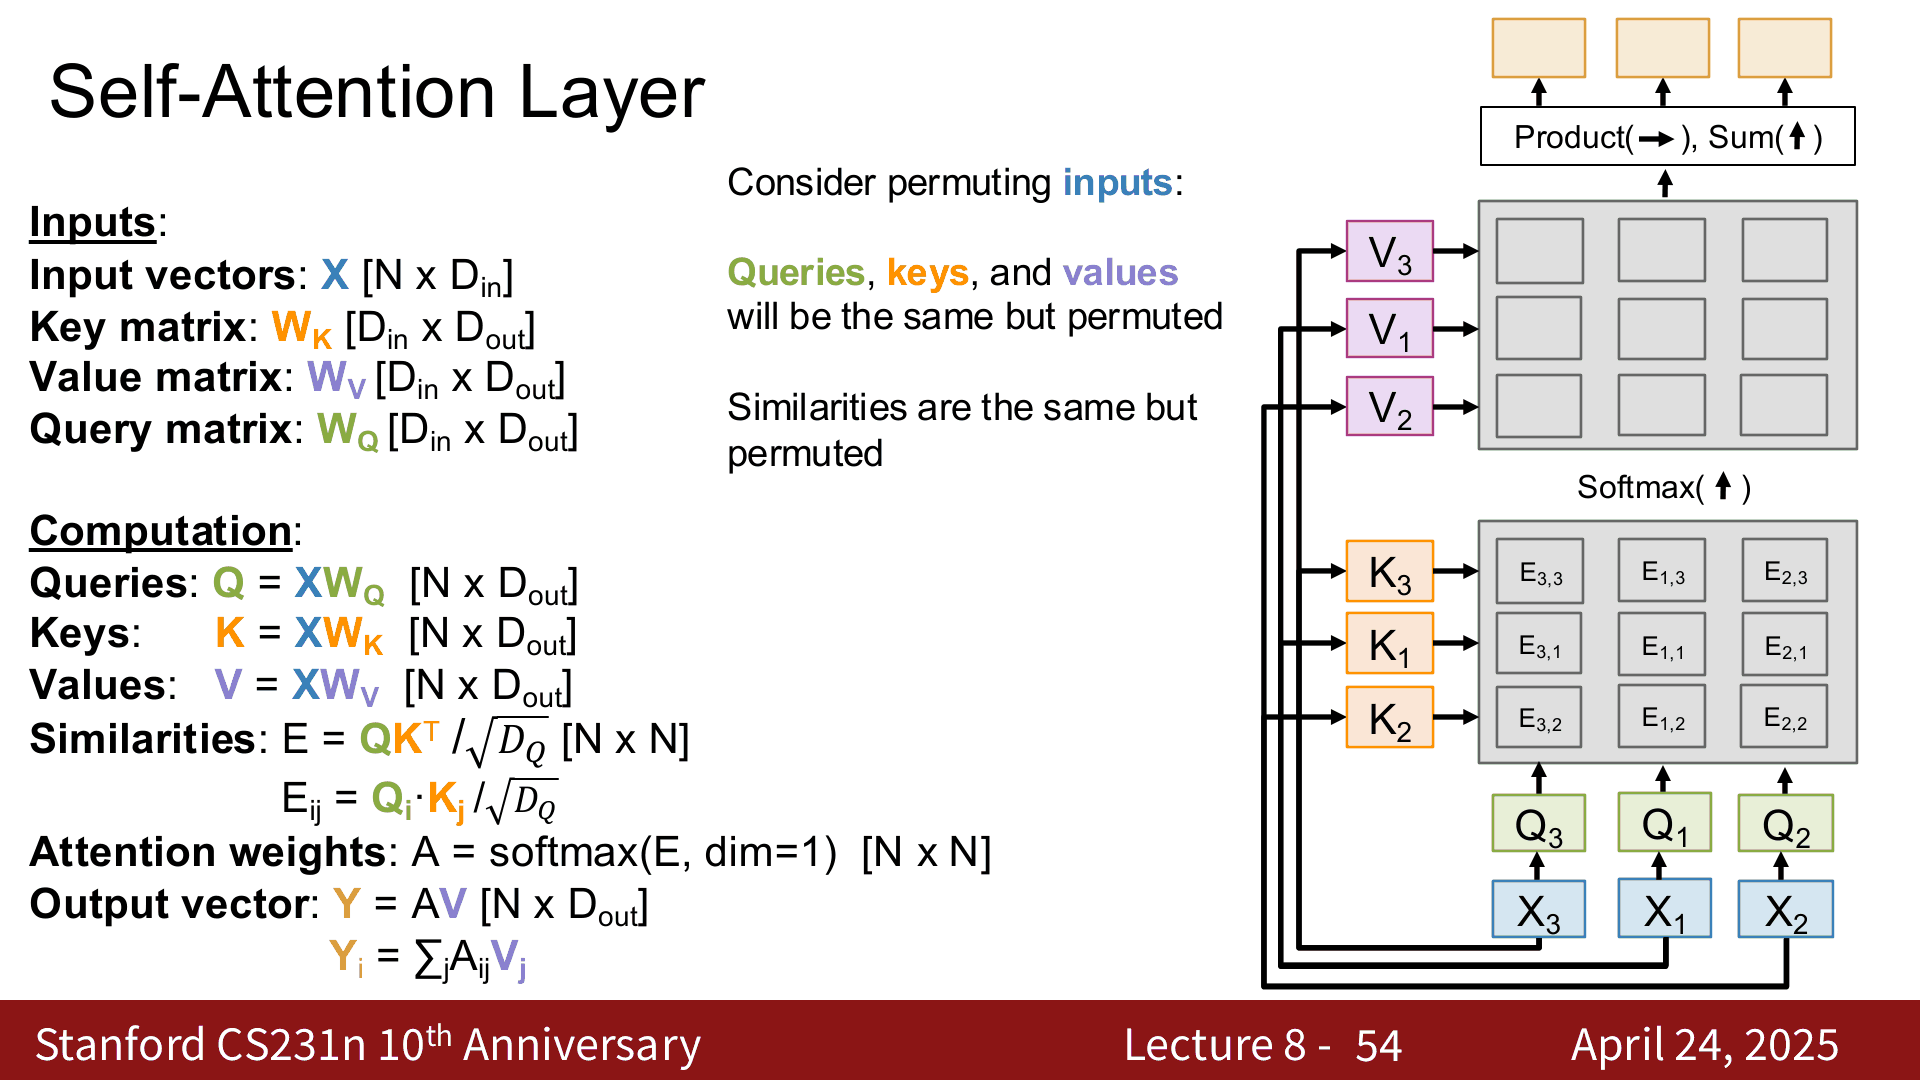 Self-Attention Layer
Inputs:
Input vectors: X [N x Din]
Key matrix: WK [Din x Dout]
Value matrix: WV [Din x Dout]
Query matrix: WQ [Din x Dout]
Computation:
Queries: Q = XWQ [N x Dout]
Keys: K = XWK [N x Dout]
Values: V = XWV [N x Dout]
Similarities: E = QKᵀ /√DQ [N x N]
Eij = Qi·Kj /√DQ
Attention weights: A = softmax(E, dim=1) [N x N]
Output vector: Y = AV [N x Dout]
Yi = ∑jAijVj
Consider permuting inputs:
Queries, keys, and values
will be the same but permuted
Similarities are the same but
permuted
Product(→), Sum(↑)
V3
V1
V2
Softmax(↑)
K3 E3,3 E1,3 E2,3
K1 E3,1 E1,1 E2,1
K2 E3,2 E1,2 E2,2
Q3 Q1 Q2
X3 X1 X2
Stanford CS231n 10th Anniversary
Lecture 8 - 54
April 24, 2025